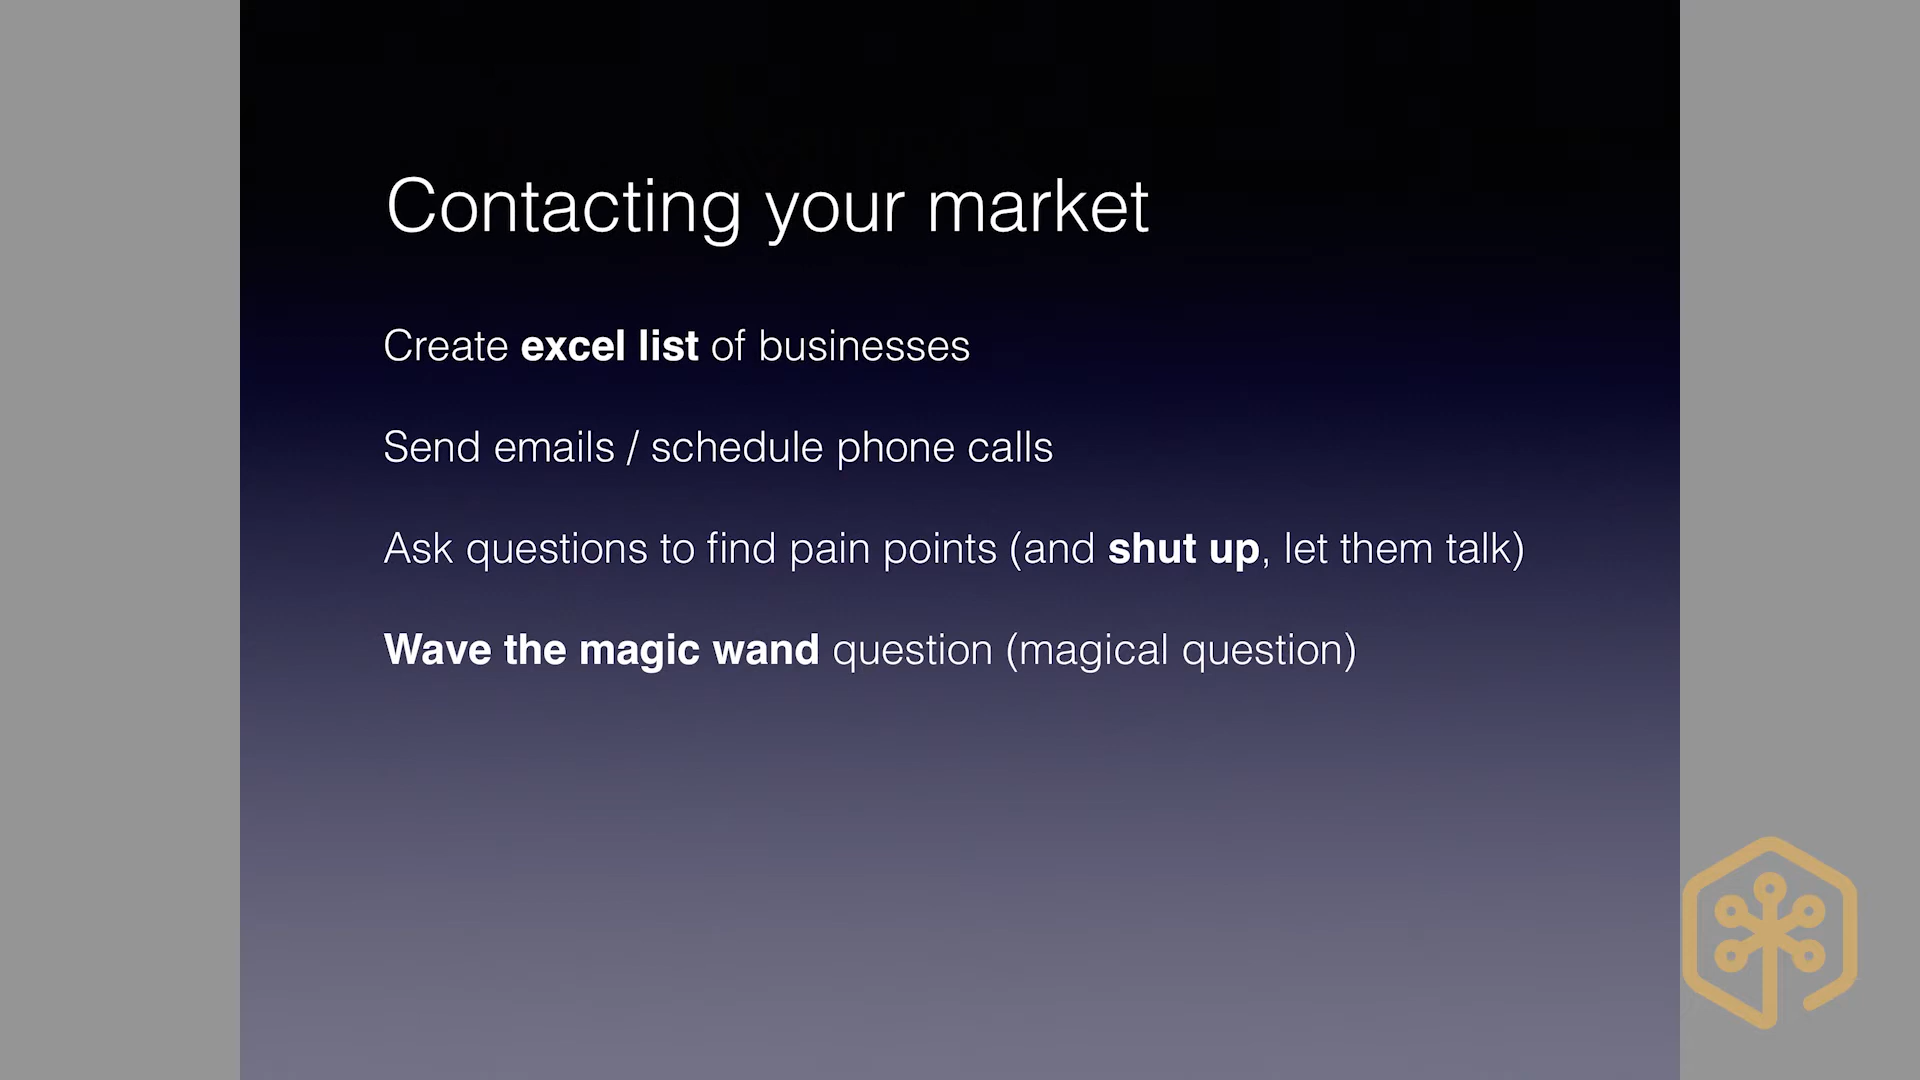 Contacting your market
Create excel list of businesses
Send emails / schedule phone calls
Ask questions to find pain points (and shut up, let them talk)
Wave the magic wand question (magical question)